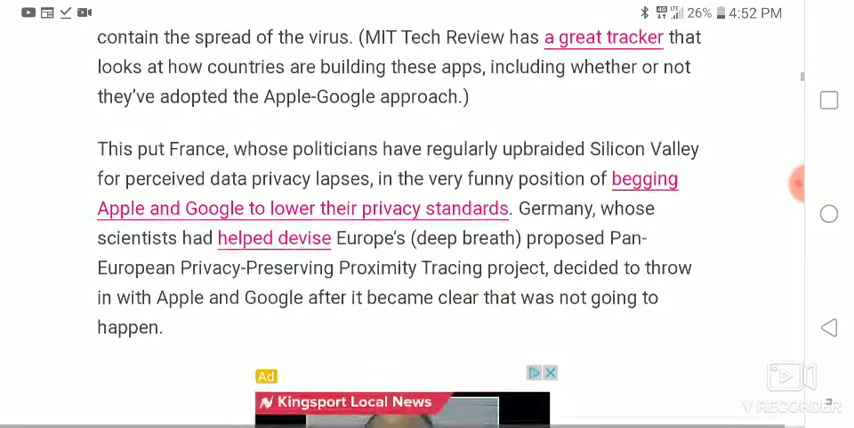 26% 4:52 PM
contain the spread of the virus. (MIT Tech Review has a great tracker that
looks at how countries are building these apps, including whether or not
they've adopted the Apple-Google approach.)
This put France, whose politicians have regularly upbraided Silicon Valley
for perceived data privacy lapses, in the very funny position of begging
Apple and Google to lower their privacy standards. Germany, whose
scientists had helped devise Europe's (deep breath) proposed Pan-
European Privacy-Preserving Proximity Tracing project, decided to throw
in with Apple and Google after it became clear that was not going to
happen.
Ad
Kingsport Local News
V RECORDER